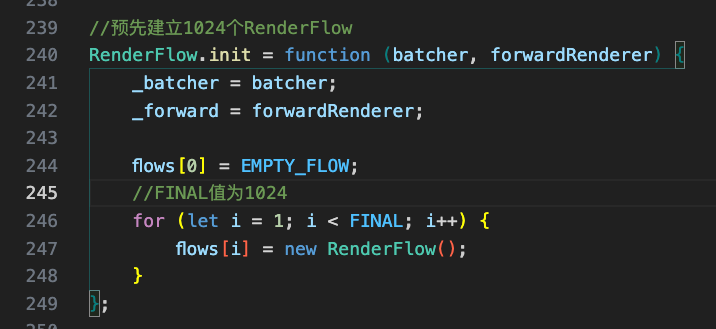 238
239 //预先建立1024个RenderFlow
240 RenderFlow.init = function (batcher, forwardRenderer) {
241     _batcher = batcher;
242     _forward = forwardRenderer;
243
244     flows[0] = EMPTY_FLOW;
245     //FINAL值为1024
246     for (let i = 1; i < FINAL; i++) {
247         flows[i] = new RenderFlow();
248     }
249 };
250